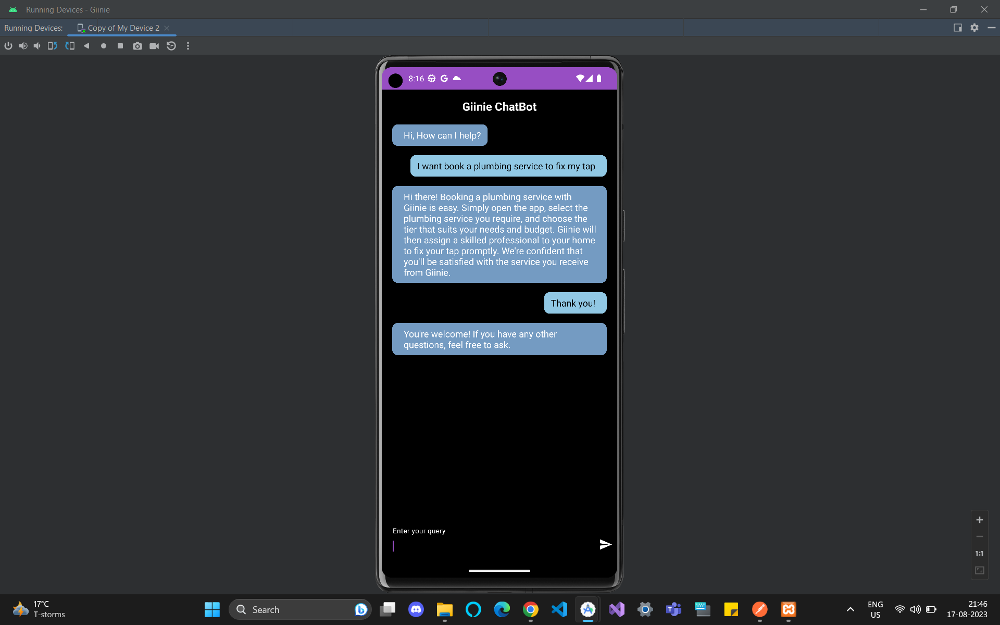 Running Devices - Giinie
Running Devices:
Copy of My Device 2
8:16
Giinie ChatBot
Hi, How can I help?
I want book a plumbing service to fix my tap
Hi there! Booking a plumbing service with
Giinie is easy. Simply open the app, select the
plumbing service you require, and choose the
tier that suits your needs and budget. Giinie will
then assign a skilled professional to your home
to fix your tap promptly. We're confident that
you'll be satisfied with the service you receive
from Giinie.
Thank you!
You're welcome! If you have any other
questions, feel free to ask.
Enter your query
1:1
17°C
T-storms
Search
ENG
US
21:46
17-08-2023